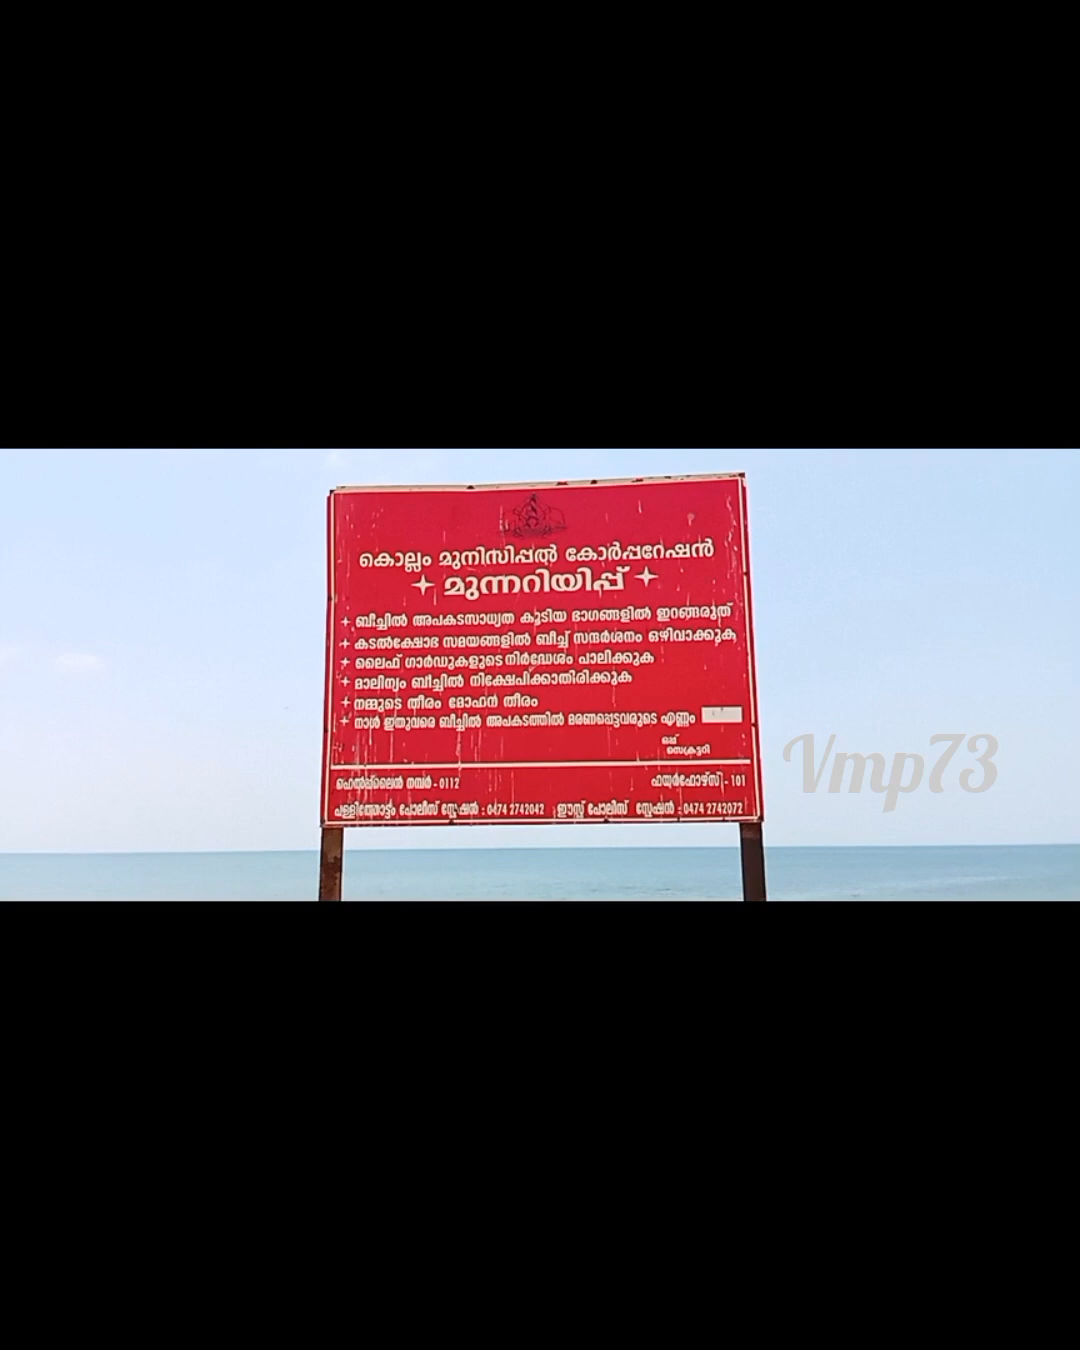 കൊല്ലം മുനിസിപ്പൽ കോർപ്പറേഷൻ
മുന്നറിയിപ്പ്
ബീച്ചിൽ അപകടസാധ്യത കൂടിയ ഭാഗങ്ങളിൽ ഇറങ്ങരുത്
കടൽക്ഷോഭ സമയങ്ങളിൽ ബീച്ച് സന്ദർശനം ഒഴിവാക്കുക
ലൈഫ് ഗാർഡുകളുടെ നിർദ്ധേശം പാലിക്കുക
മാലിന്യം ബീച്ചിൽ നിക്ഷേപിക്കാതിരിക്കുക
നമ്മുടെ തീരം മോഹന തീരം
നാൾ ഇതുവരെ ബീച്ചിൽ അപകടത്തിൽ മരണപ്പെട്ടവരുടെ എണ്ണം
ഒപ്പ്
സെക്രട്ടറി
ഹെൽപ്പ്ലൈൻ നമ്പർ - 0112 ഫയർഫോഴ്സ് - 101
പള്ളിത്തോട്ടം പോലീസ് സ്റ്റേഷൻ : 0474 2742042 ഈസ്റ്റ് പോലിസ് സ്റ്റേഷൻ : 0474 2742072
Vmp73